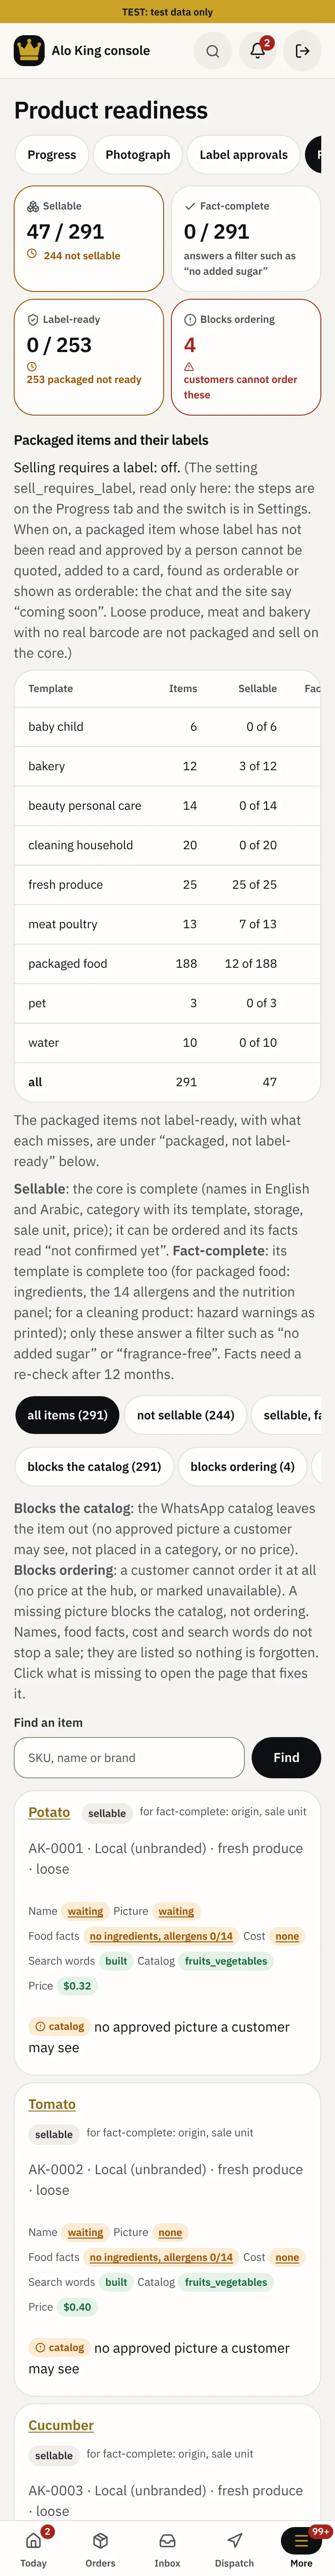 TEST: test data only
Alo King console
2
Product readiness
Progress
Photograph
Label approvals
Sellable
47 / 291
244 not sellable
Fact-complete
0 / 291
answers a filter such as
“no added sugar”
Label-ready
0 / 253
253 packaged not ready
Blocks ordering
4
customers cannot order
these
Packaged items and their labels
Selling requires a label: off. (The setting
sell_requires_label, read only here: the steps are
on the Progress tab and the switch is in Settings.
When on, a packaged item whose label has not
been read and approved by a person cannot be
quoted, added to a card, found as orderable or
shown as orderable: the chat and the site say
“coming soon”. Loose produce, meat and bakery
with no real barcode are not packaged and sell on
the core.)
Template Items Sellable Fac
baby child 6 0 of 6
bakery 12 3 of 12
beauty personal care 14 0 of 14
cleaning household 20 0 of 20
fresh produce 25 25 of 25
meat poultry 13 7 of 13
packaged food 188 12 of 188
pet 3 0 of 3
water 10 0 of 10
all 291 47
The packaged items not label-ready, with what
each misses, are under “packaged, not label-
ready” below.
Sellable: the core is complete (names in English
and Arabic, category with its template, storage,
sale unit, price); it can be ordered and its facts
read “not confirmed yet”. Fact-complete: its
template is complete too (for packaged food:
ingredients, the 14 allergens and the nutrition
panel; for a cleaning product: hazard warnings as
printed); only these answer a filter such as “no
added sugar” or “fragrance-free”. Facts need a
re-check after 12 months.
all items (291)
not sellable (244)
sellable, fa
blocks the catalog (291)
blocks ordering (4)
Blocks the catalog: the WhatsApp catalog leaves
the item out (no approved picture a customer
may see, not placed in a category, or no price).
Blocks ordering: a customer cannot order it at all
(no price at the hub, or marked unavailable). A
missing picture blocks the catalog, not ordering.
Names, food facts, cost and search words do not
stop a sale; they are listed so nothing is forgotten.
Click what is missing to open the page that fixes
it.
Find an item
SKU, name or brand
Find
Potato sellable for fact-complete: origin, sale unit
AK-0001 · Local (unbranded) · fresh produce
· loose
Name waiting Picture waiting
Food facts no ingredients, allergens 0/14 Cost none
Search words built Catalog fruits_vegetables
Price $0.32
catalog no approved picture a customer
may see
Tomato
sellable for fact-complete: origin, sale unit
AK-0002 · Local (unbranded) · fresh produce
· loose
Name waiting Picture none
Food facts no ingredients, allergens 0/14 Cost none
Search words built Catalog fruits_vegetables
Price $0.40
catalog no approved picture a customer
may see
Cucumber
sellable for fact-complete: origin, sale unit
AK-0003 · Local (unbranded) · fresh produce
· loose
2
99+
Today
Orders
Inbox
Dispatch
More